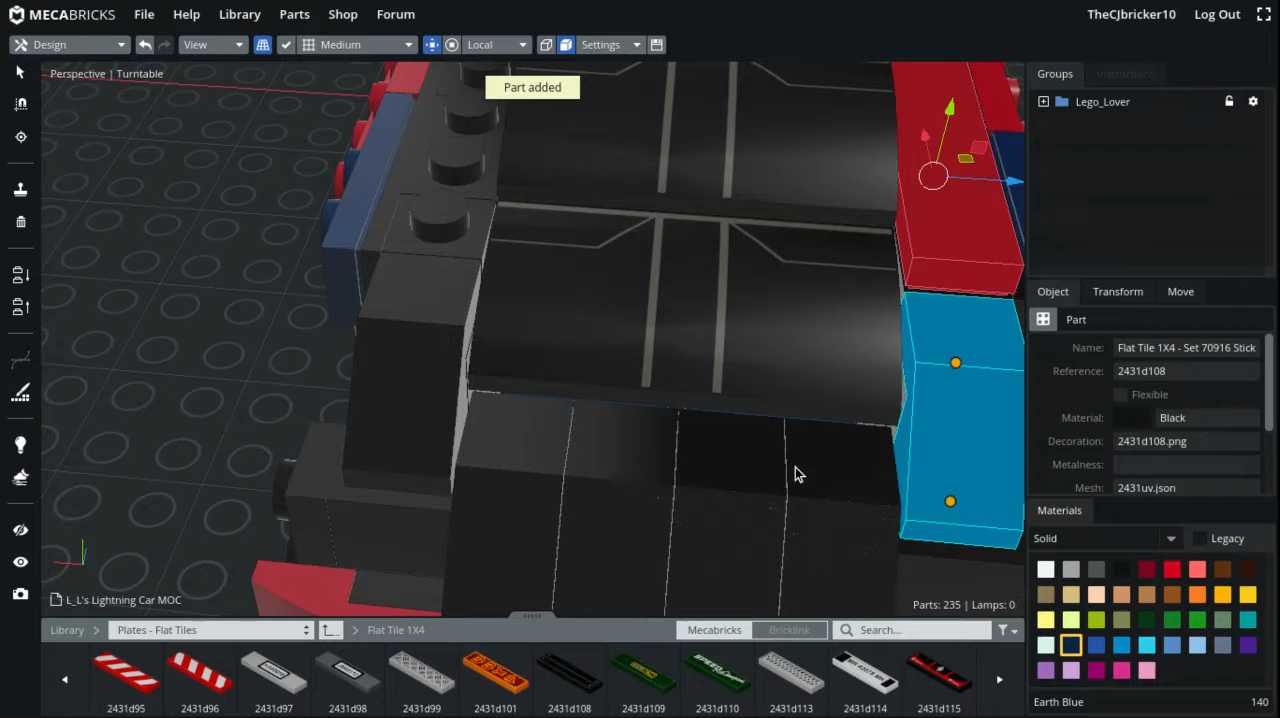 MECABRICKS File Help Library Parts Shop Forum TheCJbricker10 Log Out
Design View Medium Local Settings
Perspective | Turntable
Part added
Groups Instructions
Lego_Lover
Object Transform Move
Part
Name: Flat Tile 1X4 - Set 70916 Stick
Reference: 2431d108
Flexible
Material: Black
Decoration: 2431d108.png
Metalness:
Mesh: 2431uv.json
Materials
Solid Legacy
L_L's Lightning Car MOC
Parts: 235 | Lamps: 0
Library Plates - Flat Tiles Flat Tile 1X4 Mecabricks Bricklink Search...
2431d95 2431d96 2431d97 2431d98 2431d99 2431d101 2431d108 2431d109 2431d110 2431d113 2431d114 2431d115
Earth Blue 140